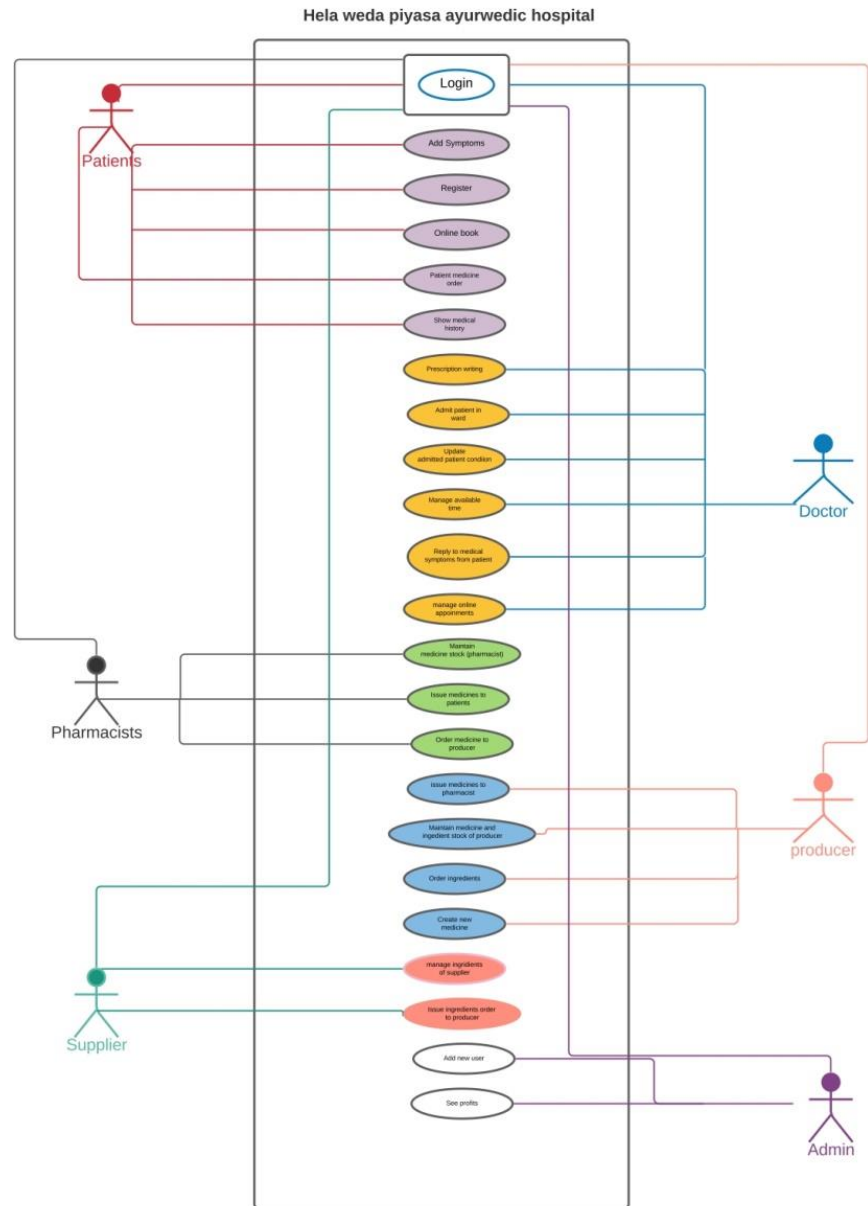 Hela weda piyasa ayurwedic hospital
Login
Patients
Add Symptoms
Register
Online book
Patient medicine
order
Show medical
history
Prescription writing
Admit patient in
ward
Update
admitted patient condion
Manage available
time
Doctor
Reply to medical
symptoms from patient
manage online
appoinments
Maintain
medicine stock (pharmacist)
Pharmacists
Issue medicines to
patients
Order medicine to
producer
Issue medicines to
pharmacist
Maintain medicine and
ingedient stock of producer
producer
Order ingredients
Create new
medicine
manage ingridients
of supplier
Issue ingredients order
to producer
Supplier
Add new user
See profits
Admin